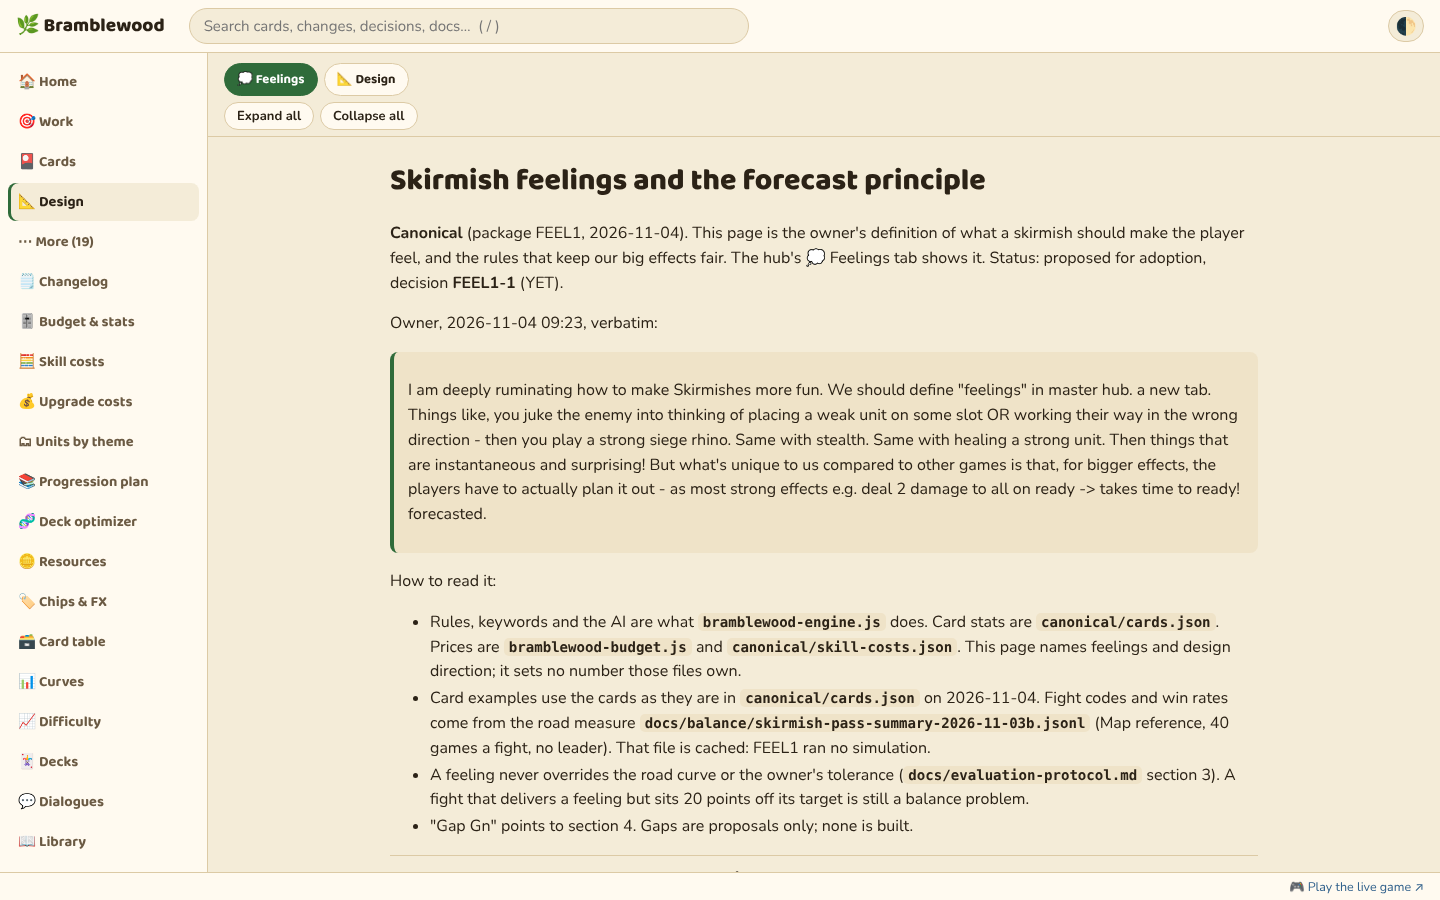 🌿 Bramblewood
Search cards, changes, decisions, docs... ( / )
🏠 Home
🎯 Work
🎴 Cards
📐 Design
··· More (19)
🗒️ Changelog
🎚️ Budget & stats
🧮 Skill costs
💰 Upgrade costs
🗂 Units by theme
📚 Progression plan
🧬 Deck optimizer
🪙 Resources
🏷️ Chips & FX
🗃️ Card table
📊 Curves
📈 Difficulty
🃏 Decks
💬 Dialogues
📖 Library
💭 Feelings
📐 Design
Expand all
Collapse all
Skirmish feelings and the forecast principle
Canonical (package FEEL1, 2026-11-04). This page is the owner's definition of what a skirmish should make the player
feel, and the rules that keep our big effects fair. The hub's 💭 Feelings tab shows it. Status: proposed for adoption,
decision FEEL1-1 (YET).
Owner, 2026-11-04 09:23, verbatim:
I am deeply ruminating how to make Skirmishes more fun. We should define "feelings" in master hub. a new tab.
Things like, you juke the enemy into thinking of placing a weak unit on some slot OR working their way in the wrong
direction - then you play a strong siege rhino. Same with stealth. Same with healing a strong unit. Then things that
are instantaneous and surprising! But what's unique to us compared to other games is that, for bigger effects, the
players have to actually plan it out - as most strong effects e.g. deal 2 damage to all on ready -> takes time to ready!
forecasted.
How to read it:
• Rules, keywords and the AI are what bramblewood-engine.js does. Card stats are canonical/cards.json.
Prices are bramblewood-budget.js and canonical/skill-costs.json. This page names feelings and design
direction; it sets no number those files own.
• Card examples use the cards as they are in canonical/cards.json on 2026-11-04. Fight codes and win rates
come from the road measure docs/balance/skirmish-pass-summary-2026-11-03b.jsonl (Map reference, 40
games a fight, no leader). That file is cached: FEEL1 ran no simulation.
• A feeling never overrides the road curve or the owner's tolerance (docs/evaluation-protocol.md section 3). A
fight that delivers a feeling but sits 20 points off its target is still a balance problem.
• "Gap Gn" points to section 4. Gaps are proposals only; none is built.
🎮 Play the live game ↗